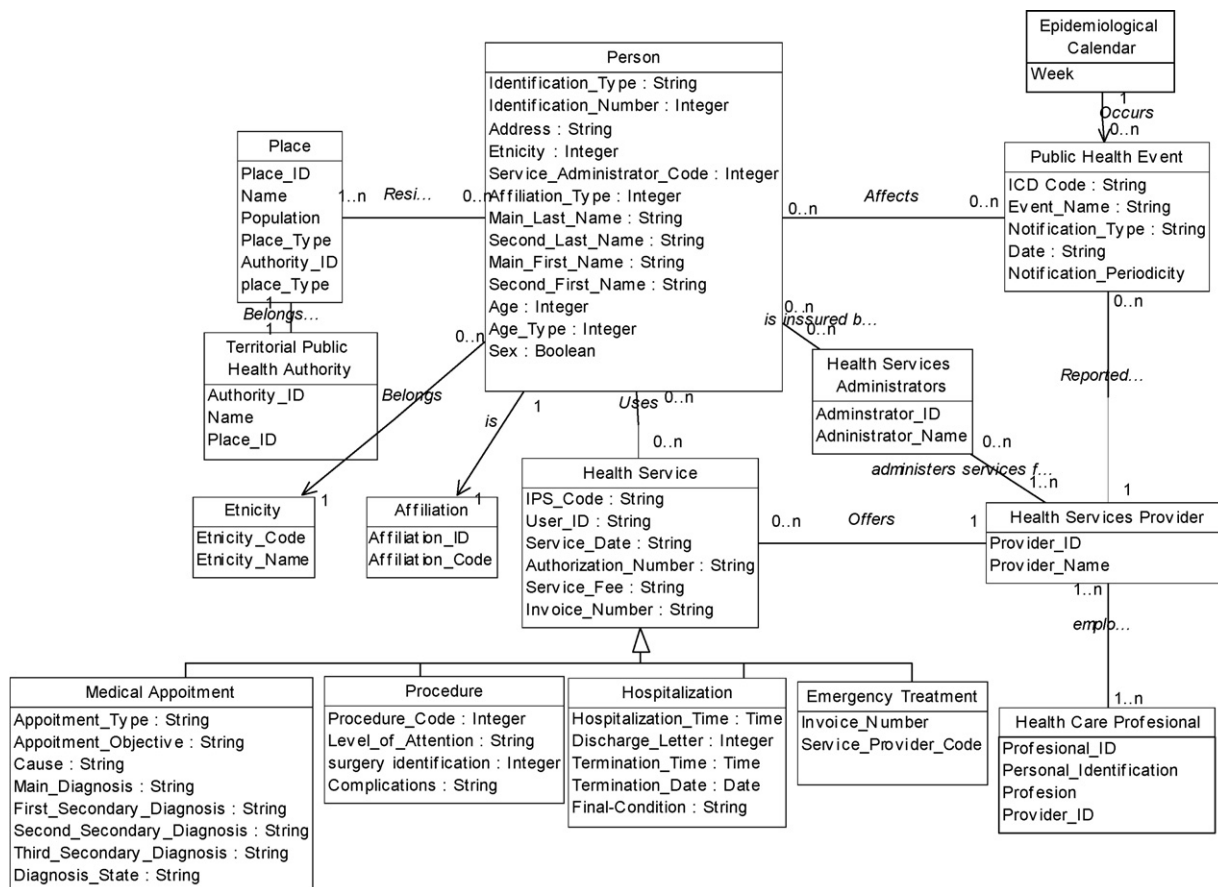 Epidemiological
Calendar
Week
1
Occurs
0..n
Person
Identification_Type : String
Identification_Number : Integer
Address : String
Etnicity : Integer
Service_Administrator_Code : Integer
Affiliation_Type : Integer
Main_Last_Name : String
Second_Last_Name : String
Main_First_Name : String
Second_First_Name : String
Age : Integer
Age_Type : Integer
Sex : Boolean
Place
Place_ID
Name
Population
Place_Type
Authority_ID
place_Type
1..n
Resi...
0..n
Public Health Event
ICD Code : String
Event_Name : String
Notification_Type : String
Date : String
Notification_Periodicity
0..n
Affects
0..n
1
Belongs...
1
Territorial Public
Health Authority
Authority_ID
Name
Place_ID
0..n
Belongs
1
is
1
1
Uses
0..n
0..n
0..n
is inssured b...
0..n
Health Services
Administrators
Adminstrator_ID
Adninistrator_Name
0..n
administers services f...
1..n
0..n
Reported...
1
Etnicity
Etnicity_Code
Etnicity_Name
Affiliation
Affiliation_ID
Affiliation_Code
Health Service
IPS_Code : String
User_ID : String
Service_Date : String
Authorization_Number : String
Service_Fee : String
Invoice_Number : String
0..n
Offers
1
Health Services Provider
Provider_ID
Provider_Name
1..n
emplo...
1..n
Medical Appoitment
Appoitment_Type : String
Appoitment_Objective : String
Cause : String
Main_Diagnosis : String
First_Secondary_Diagnosis : String
Second_Secondary_Diagnosis : String
Third_Secondary_Diagnosis : String
Diagnosis_State : String
Procedure
Procedure_Code : Integer
Level_of_Attention : String
surgery identification : Integer
Complications : String
Hospitalization
Hospitalization_Time : Time
Discharge_Letter : Integer
Termination_Time : Time
Termination_Date : Date
Final-Condition : String
Emergency Treatment
Invoice_Number
Service_Provider_Code
Health Care Profesional
Profesional_ID
Personal_Identification
Profesion
Provider_ID